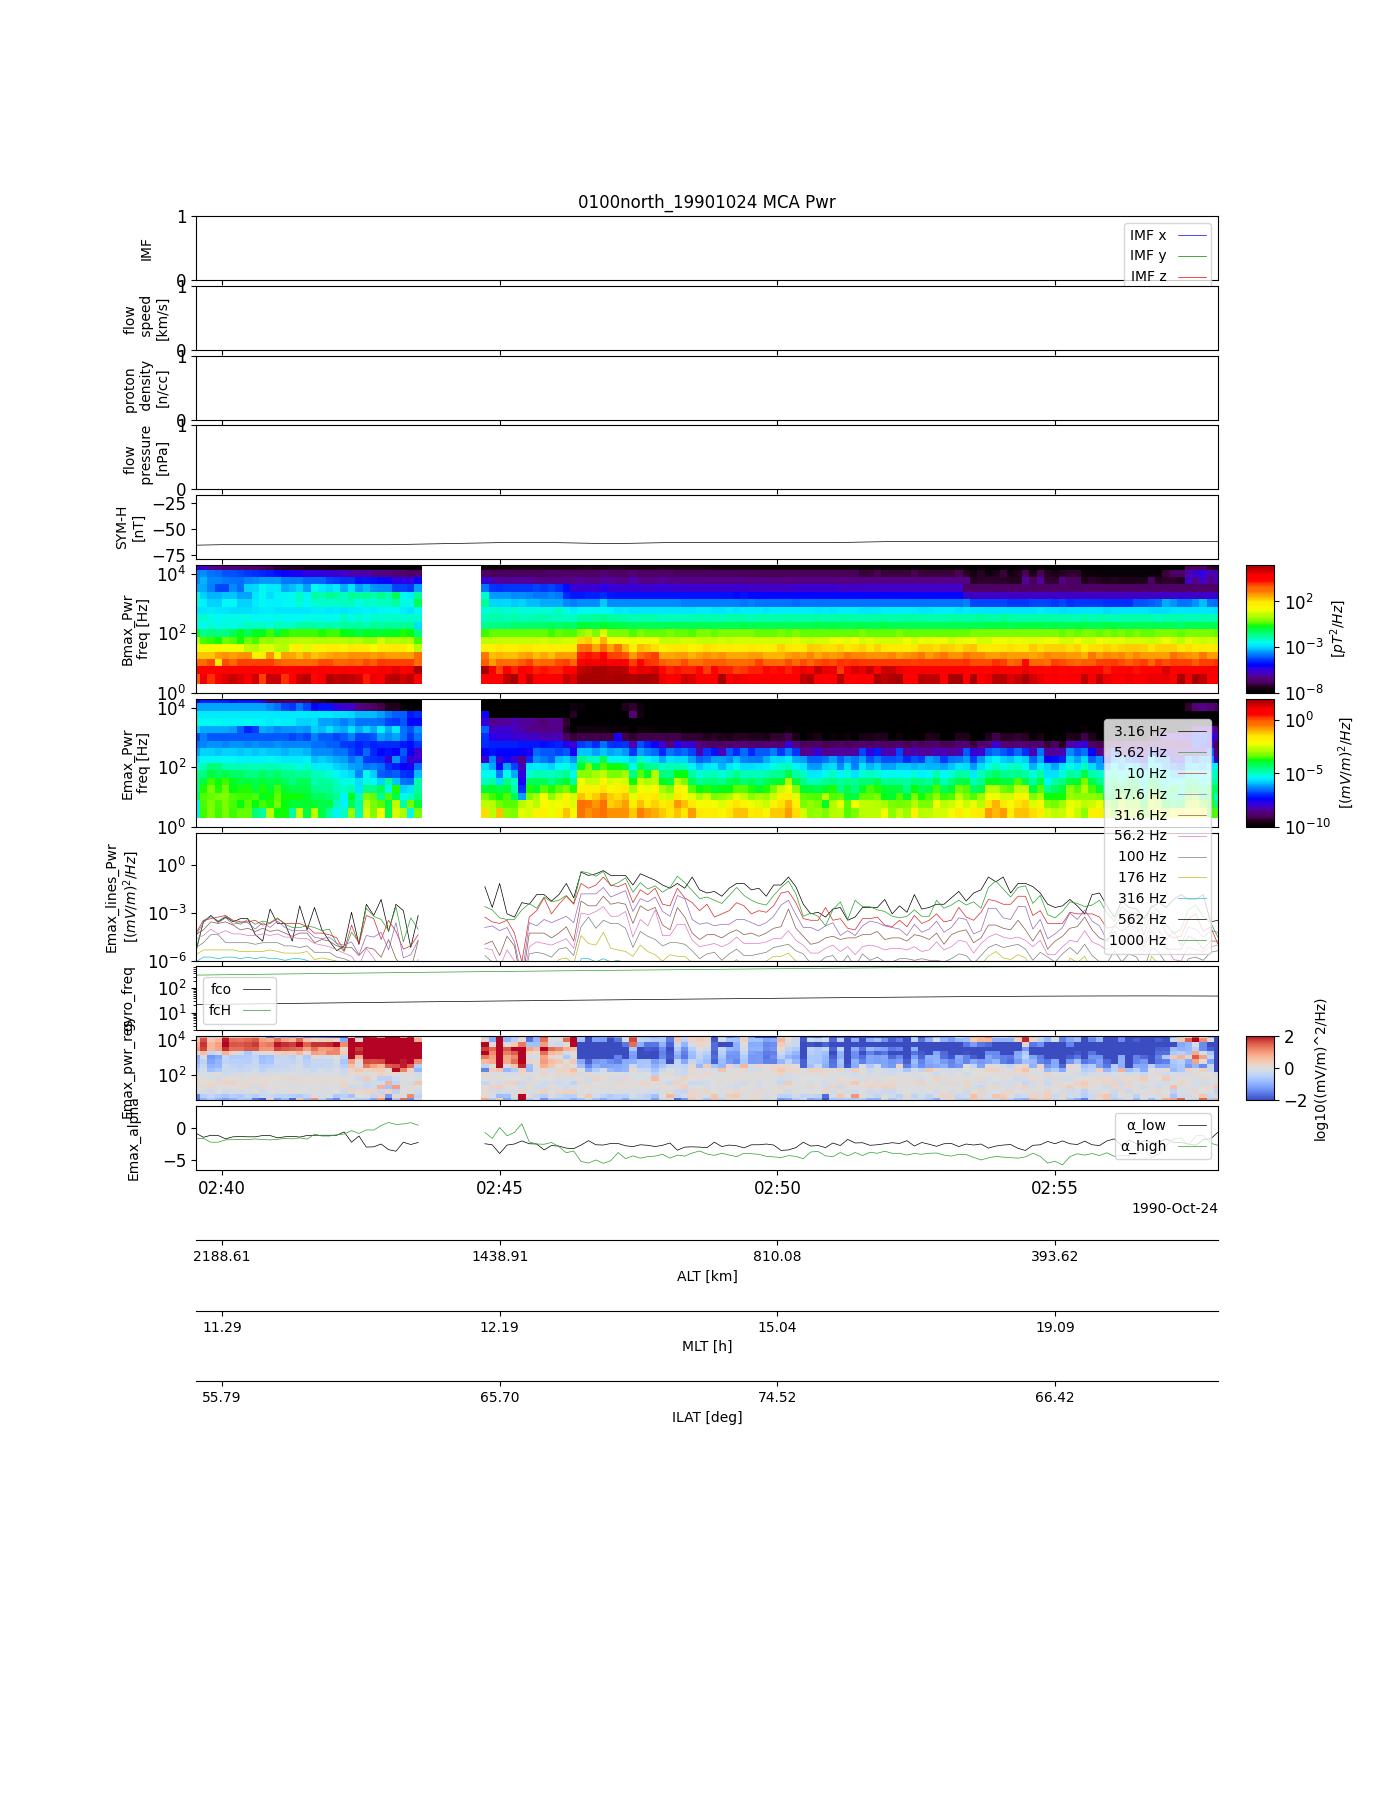 0100north_19901024 MCA Pwr
IMF
1
0
IMF x
IMF y
IMF z
flow
speed
[km/s]
1
0
proton
density
[n/cc]
1
0
flow
pressure
[nPa]
1
0
SYM-H
[nT]
−25
−50
−75
Bmax_Pwr
freq [Hz]
10^4
10^2
10^0
10^2
10^−3
10^−8
[pT^2/Hz]
Emax_Pwr
freq [Hz]
10^4
10^2
10^0
10^0
10^−5
10^−10
[(mV/m)^2/Hz]
3.16 Hz
5.62 Hz
10 Hz
17.6 Hz
31.6 Hz
56.2 Hz
100 Hz
176 Hz
316 Hz
562 Hz
1000 Hz
Emax_lines_Pwr
[(mV/m)^2/Hz]
10^0
10^−3
10^−6
gyro_freq
10^2
10^1
fco
fcH
Emax_pwr_res
10^4
10^2
2
0
−2
log10((mV/m)^2/Hz)
Emax_alpha
0
−5
α_low
α_high
02:40 02:45 02:50 02:55
1990-Oct-24
2188.61 1438.91 810.08 393.62
ALT [km]
11.29 12.19 15.04 19.09
MLT [h]
55.79 65.70 74.52 66.42
ILAT [deg]